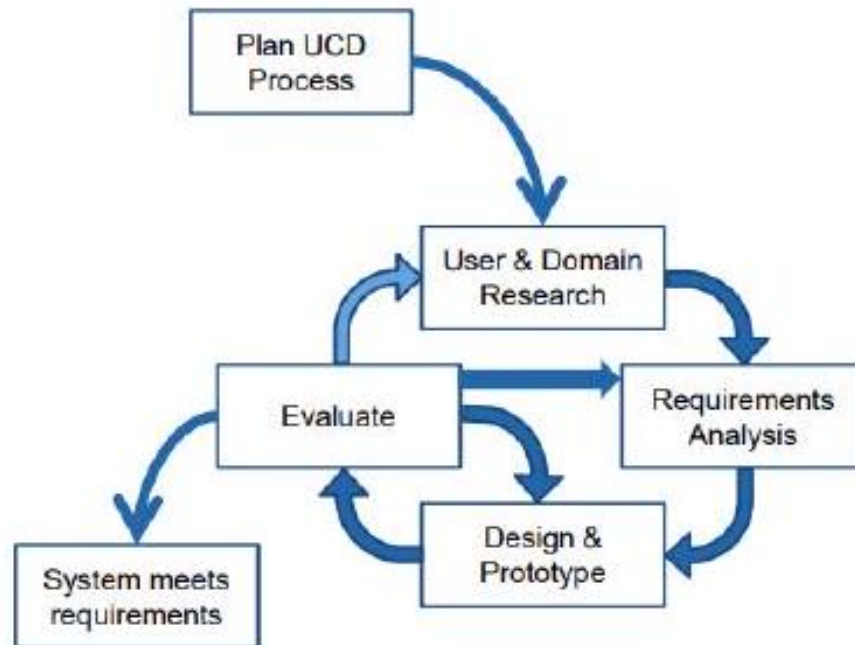 Plan UCD
Process
User & Domain
Research
Evaluate
Requirements
Analysis
Design &
Prototype
System meets
requirements